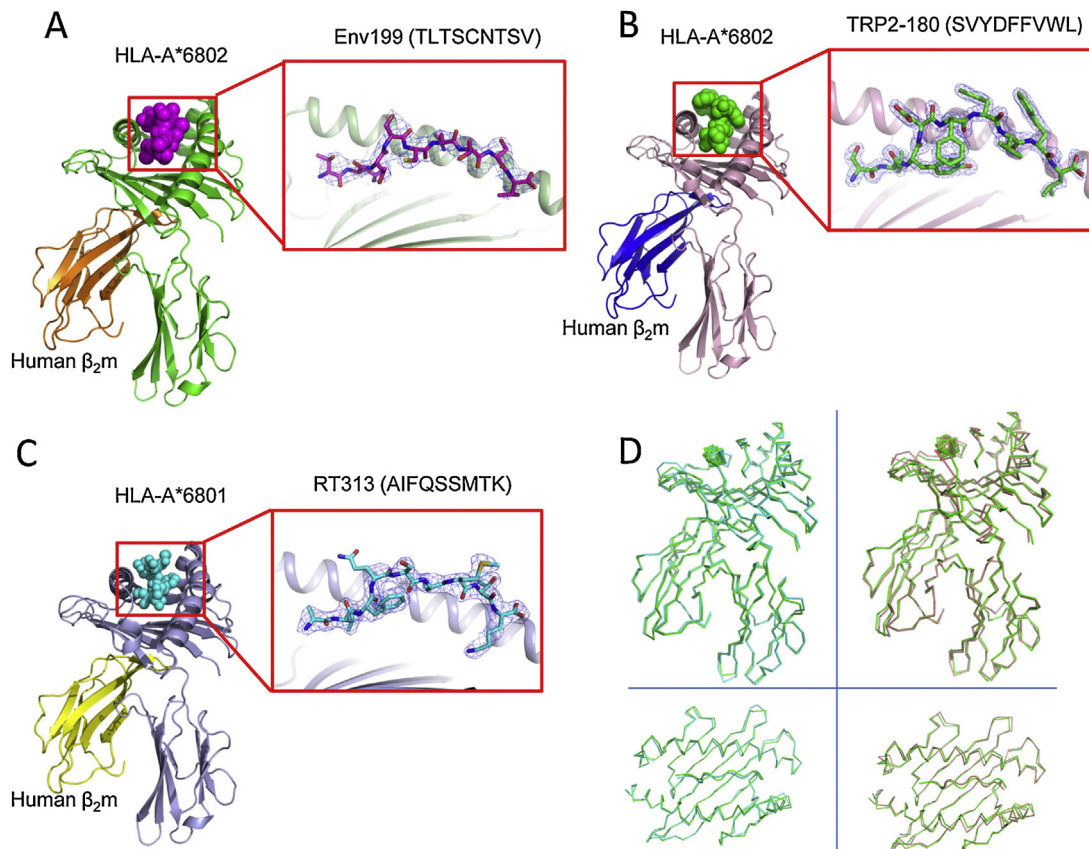 A
Env199 (TLTSCNTSV)
HLA-A*6802
Human β₂m
B
TRP2-180 (SVYDFFVWL)
HLA-A*6802
Human β₂m
C
RT313 (AIFQSSMTK)
HLA-A*6801
Human β₂m
D